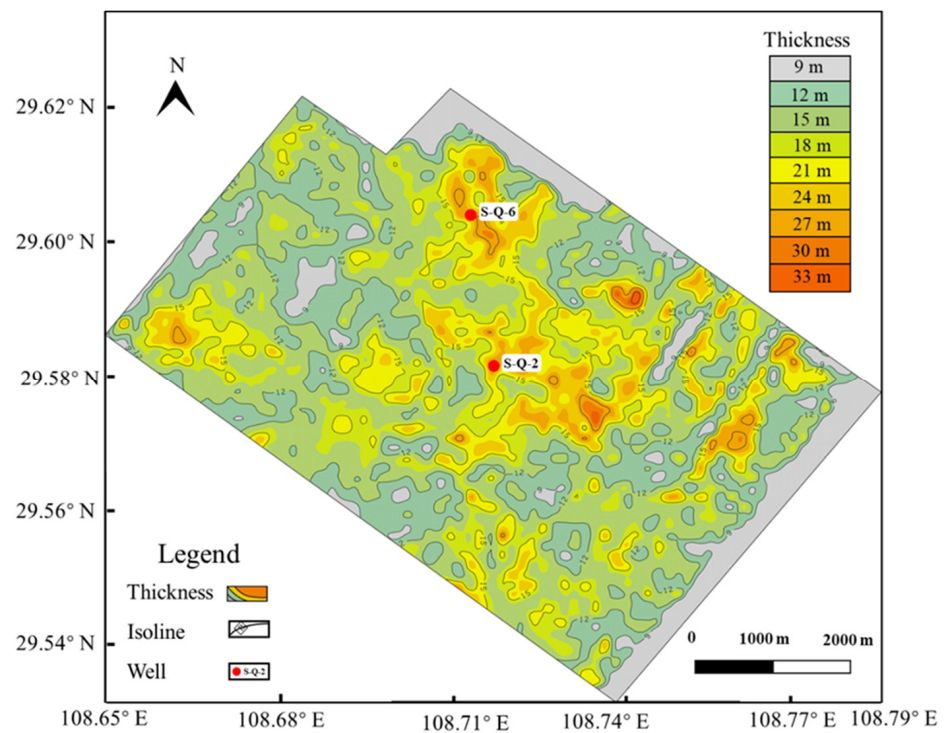 Thickness
9 m
12 m
15 m
18 m
21 m
24 m
27 m
30 m
33 m
N
29.62° N
29.60° N
29.58° N
29.56° N
29.54° N
S-Q-6
S-Q-2
Legend
Thickness
Isoline
Well
S-Q-2
0 1000 m 2000 m
108.65° E 108.68° E 108.71° E 108.74° E 108.77° E 108.79° E